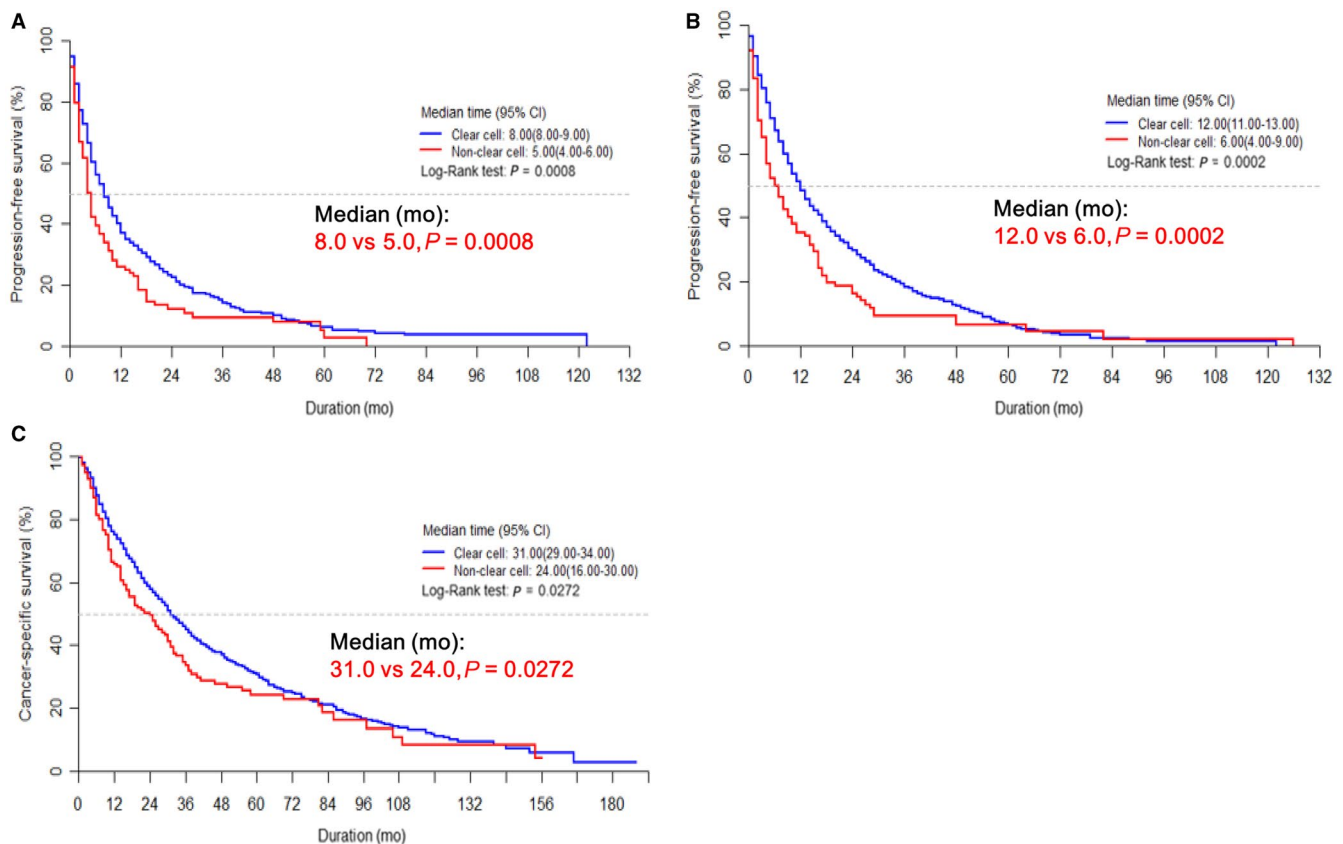 A
Progression-free survival (%)
100
80
60
40
20
0
Median time (95% CI)
Clear cell: 8.00(8.00-9.00)
Non-clear cell: 5.00(4.00-6.00)
Log-Rank test: P = 0.0008
Median (mo):
8.0 vs 5.0, P = 0.0008
0 12 24 36 48 60 72 84 96 108 120 132
Duration (mo)
B
Progression-free survival (%)
100
80
60
40
20
0
Median time (95% CI)
Clear cell: 12.00(11.00-13.00)
Non-clear cell: 6.00(4.00-9.00)
Log-Rank test: P = 0.0002
Median (mo):
12.0 vs 6.0, P = 0.0002
0 12 24 36 48 60 72 84 96 108 120 132
Duration (mo)
C
Cancer-specific survival (%)
100
80
60
40
20
0
Median time (95% CI)
Clear cell: 31.00(29.00-34.00)
Non-clear cell: 24.00(16.00-30.00)
Log-Rank test: P = 0.0272
Median (mo):
31.0 vs 24.0, P = 0.0272
0 12 24 36 48 60 72 84 96 108 132 156 180
Duration (mo)